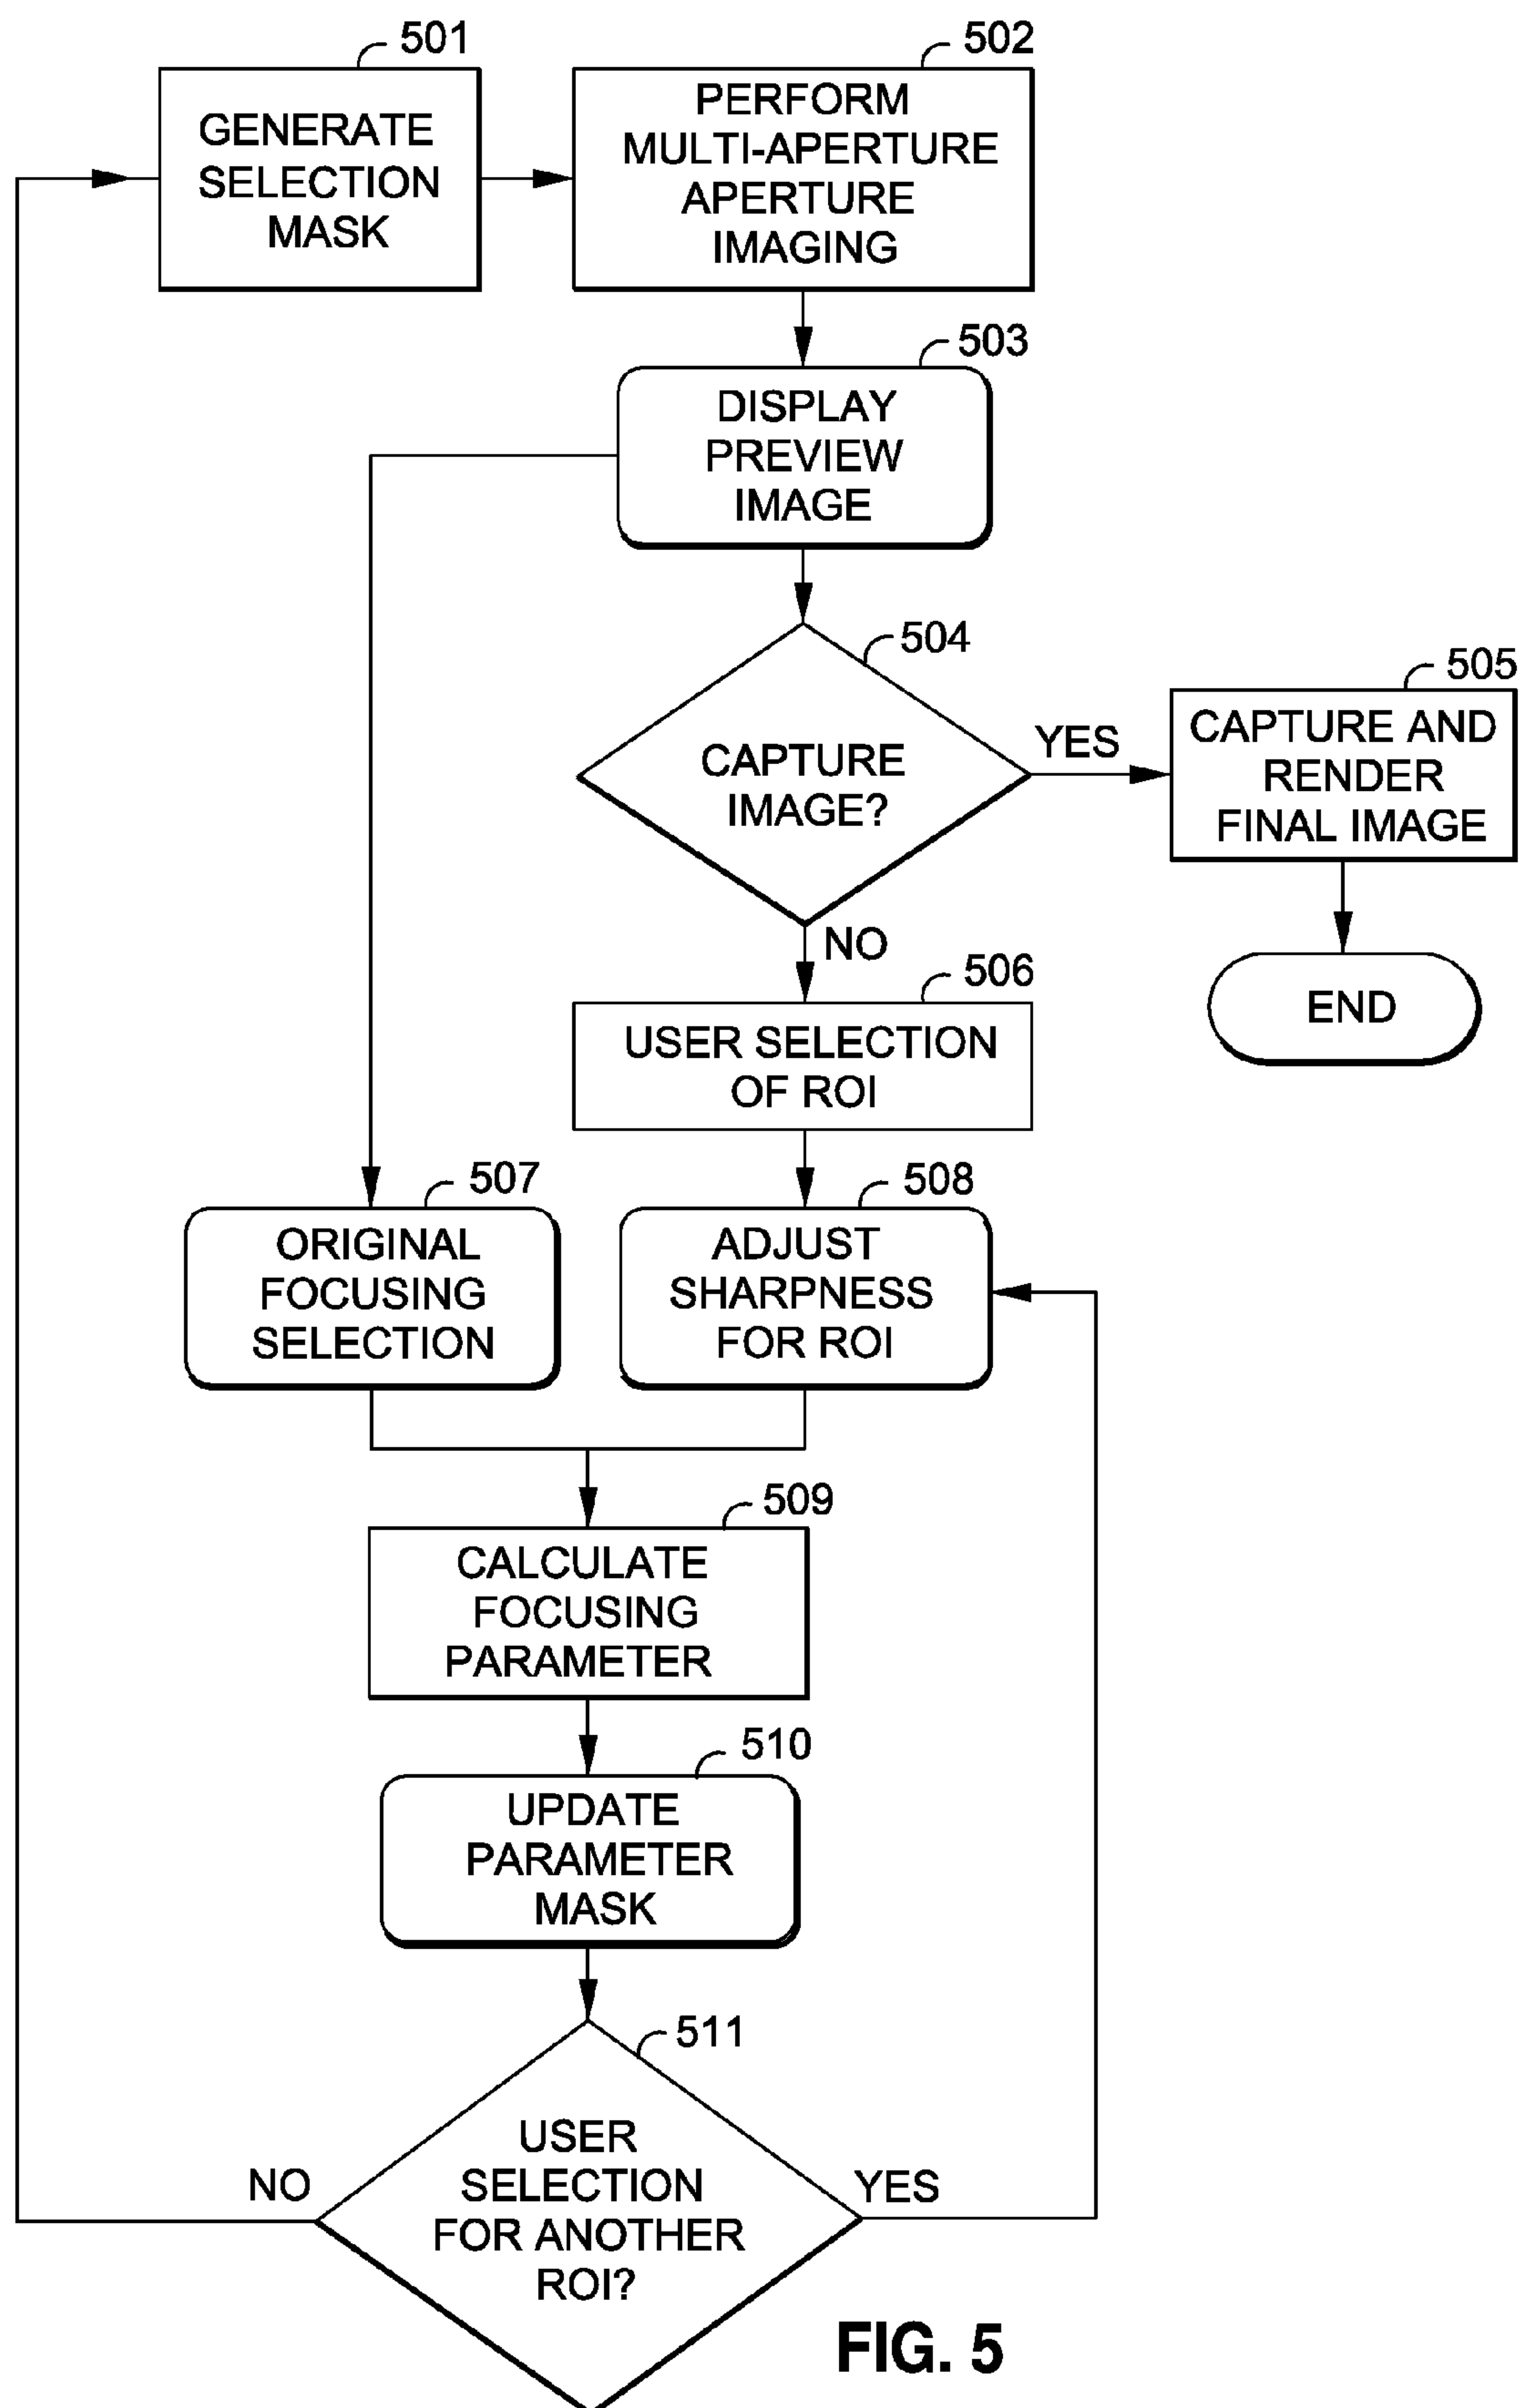 501
GENERATE
SELECTION
MASK
502
PERFORM
MULTI-APERTURE
APERTURE
IMAGING
503
DISPLAY
PREVIEW
IMAGE
504
CAPTURE
IMAGE?
YES
505
CAPTURE AND
RENDER
FINAL IMAGE
END
NO
506
USER SELECTION
OF ROI
507
ORIGINAL
FOCUSING
SELECTION
508
ADJUST
SHARPNESS
FOR ROI
509
CALCULATE
FOCUSING
PARAMETER
510
UPDATE
PARAMETER
MASK
511
USER
SELECTION
FOR ANOTHER
ROI?
NO
YES
FIG. 5